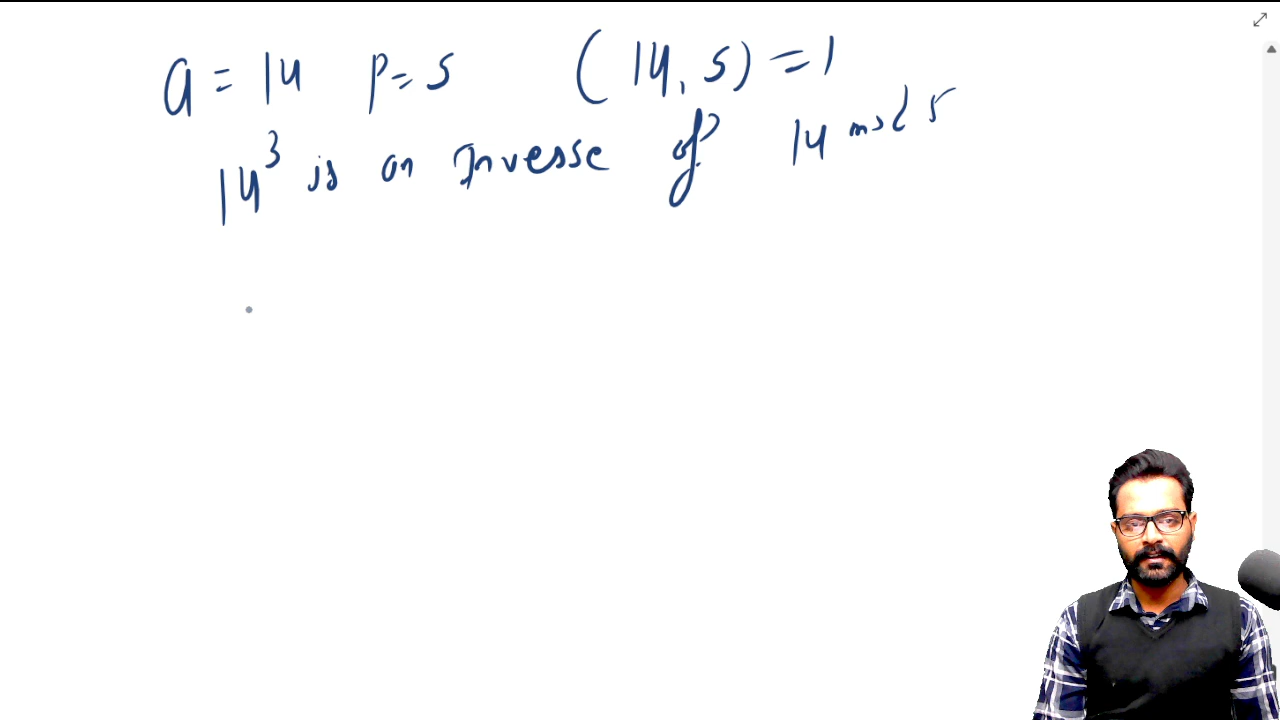 a = 14 p = 5 (14, 5) = 1
14³ is an Inverse of 14 mod 5